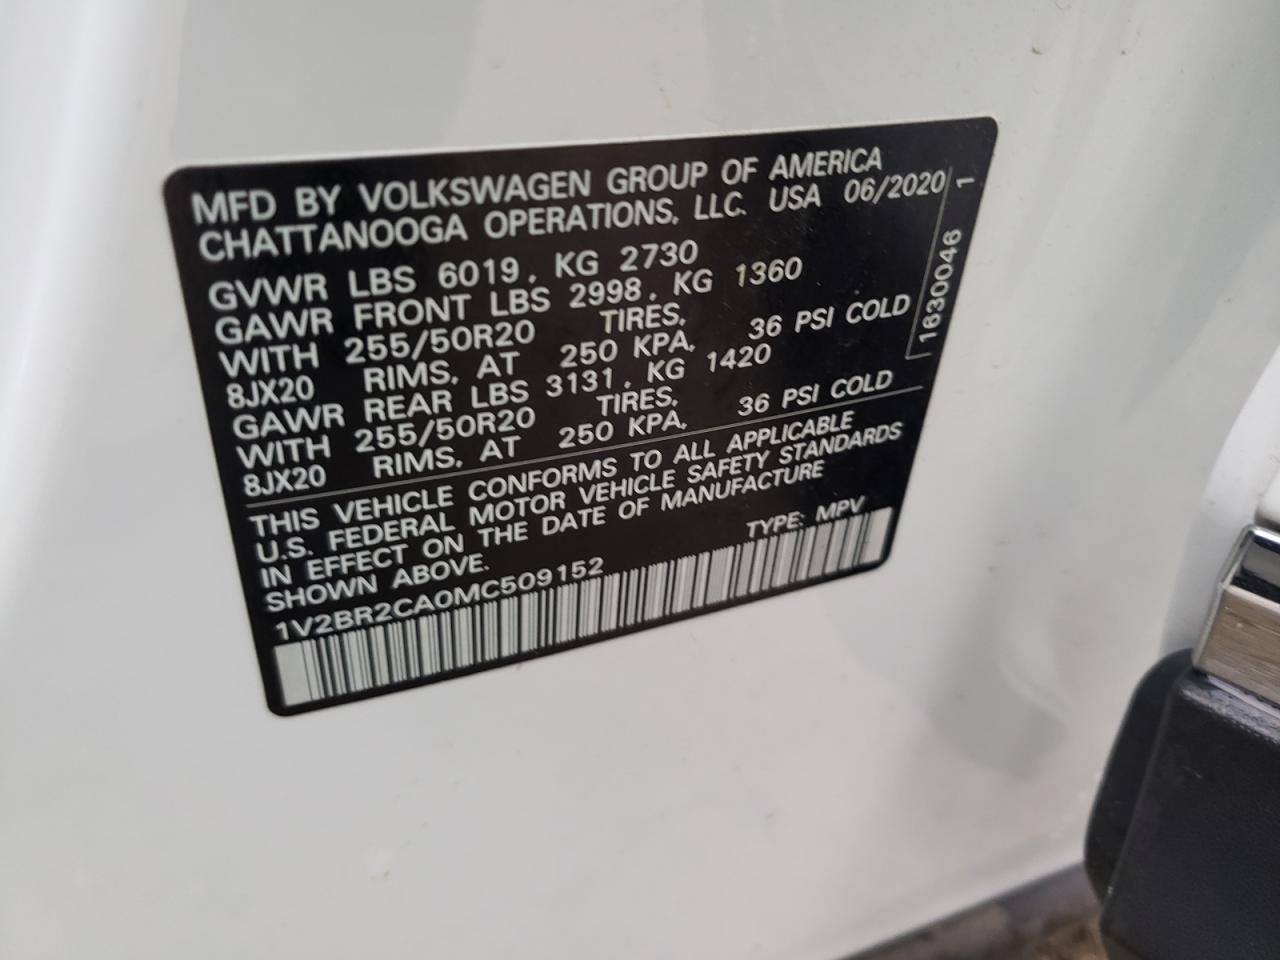 MFD BY VOLKSWAGEN GROUP OF AMERICA
CHATTANOOGA OPERATIONS, LLC. USA 06/2020
GVWR LBS 6019, KG 2730
GAWR FRONT LBS 2998, KG 1360
WITH 255/50R20 TIRES,
8JX20 RIMS, AT 250 KPA, 36 PSI COLD
GAWR REAR LBS 3131, KG 1420
WITH 255/50R20 TIRES,
8JX20 RIMS, AT 250 KPA, 36 PSI COLD
1630046 1
THIS VEHICLE CONFORMS TO ALL APPLICABLE
U.S. FEDERAL MOTOR VEHICLE SAFETY STANDARDS
IN EFFECT ON THE DATE OF MANUFACTURE
SHOWN ABOVE.
TYPE: MPV
1V2BR2CA0MC509152